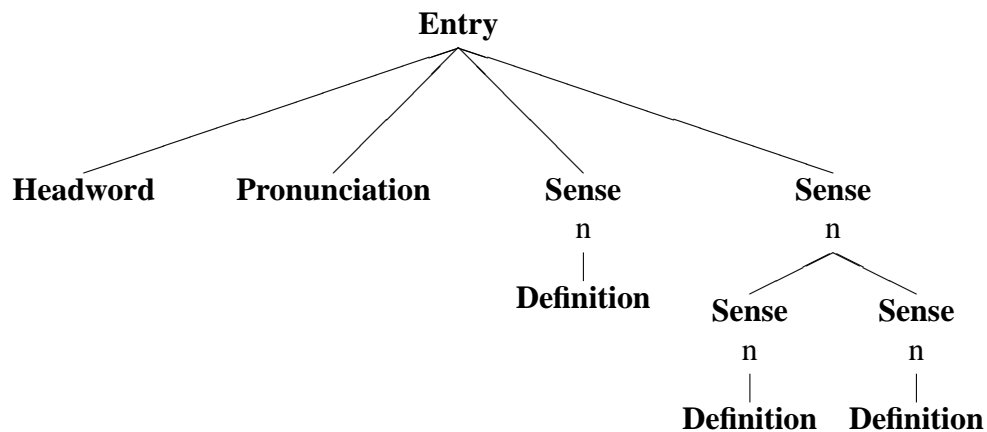 Entry
Headword Pronunciation Sense Sense
n n
Definition Sense Sense
n n
Definition Definition